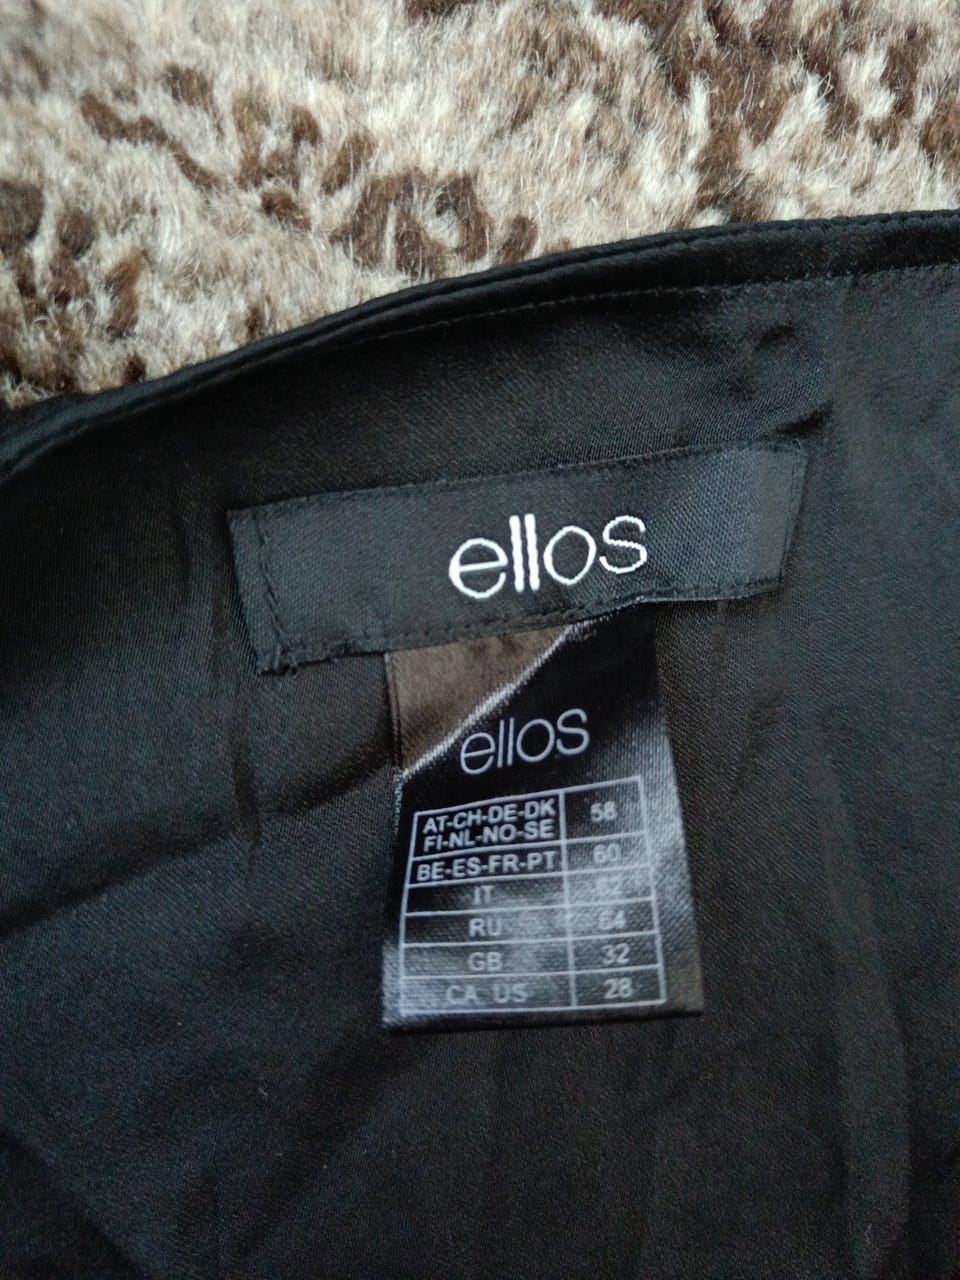 ellos
ellos
AT-CH-DE-DK 58
FI-NL-NO-SE
BE-ES-FR-PT 60
IT 62
RU 64
GB 32
CA US 28